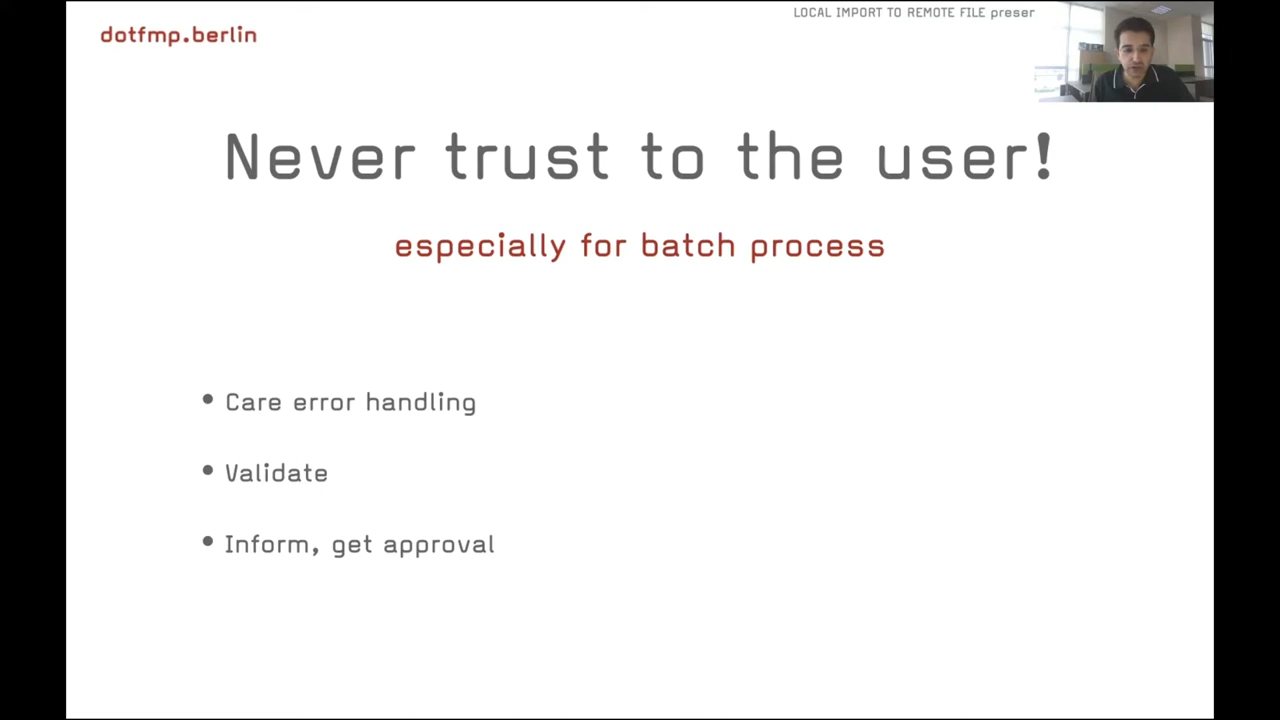 dotfmp.berlin
LOCAL IMPORT TO REMOTE FILE preser
Never trust to the user!
especially for batch process
• Care error handling
• Validate
• Inform, get approval